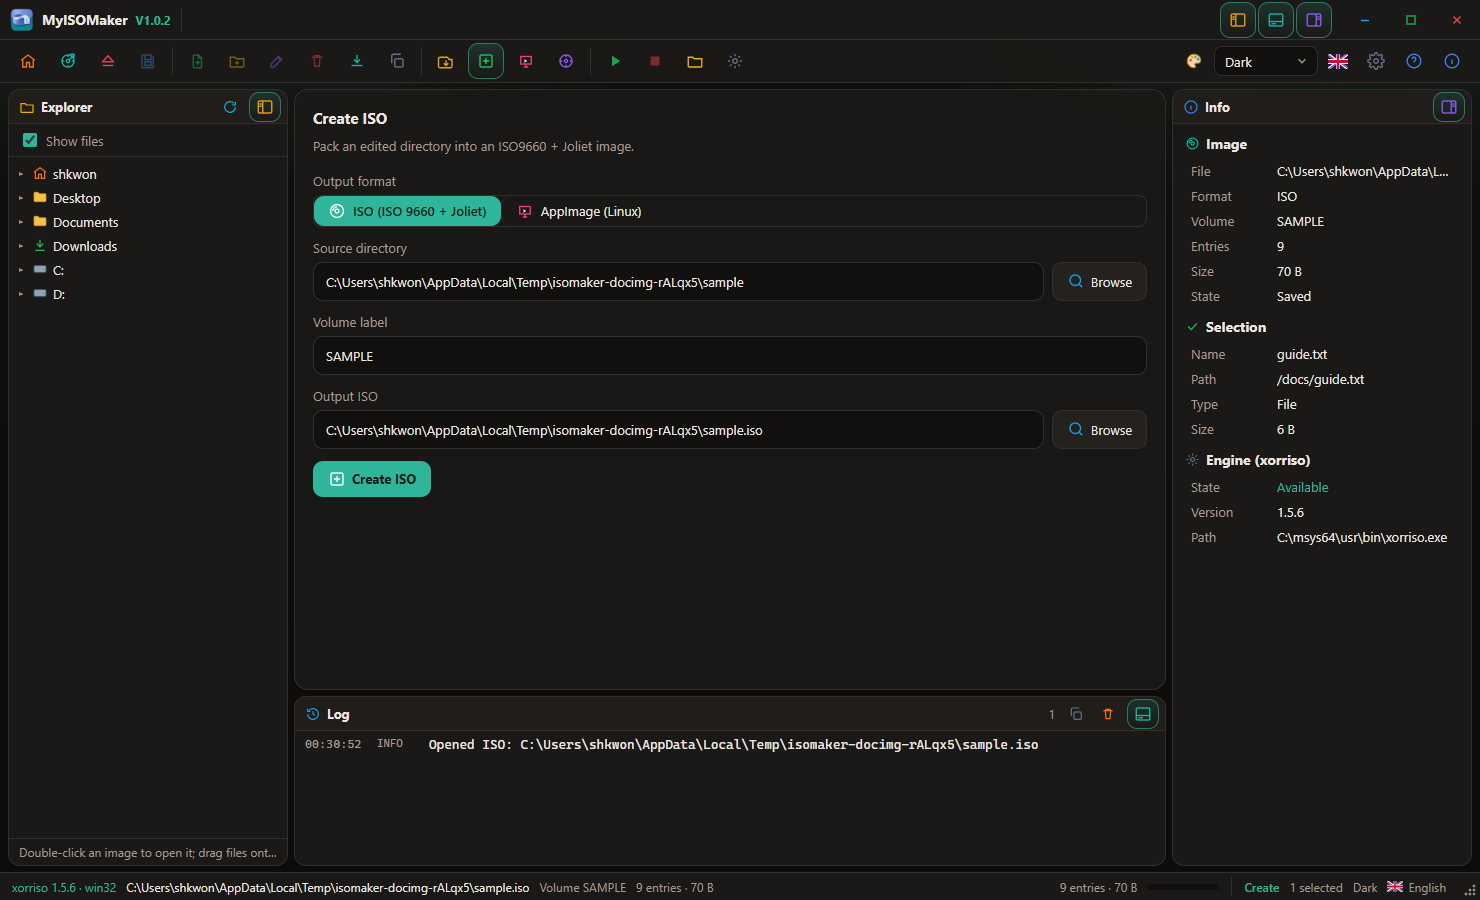 MyISOMaker V1.0.2
Dark
Explorer
Show files
shkwon
Desktop
Documents
Downloads
C:
D:
Double-click an image to open it; drag files ont...
Create ISO
Pack an edited directory into an ISO9660 + Joliet image.
Output format
ISO (ISO 9660 + Joliet)
AppImage (Linux)
Source directory
C:\Users\shkwon\AppData\Local\Temp\isomaker-docimg-rALqx5\sample
Browse
Volume label
SAMPLE
Output ISO
C:\Users\shkwon\AppData\Local\Temp\isomaker-docimg-rALqx5\sample.iso
Browse
Create ISO
Log
1
00:30:52 INFO Opened ISO: C:\Users\shkwon\AppData\Local\Temp\isomaker-docimg-rALqx5\sample.iso
Info
Image
File C:\Users\shkwon\AppData\L...
Format ISO
Volume SAMPLE
Entries 9
Size 70 B
State Saved
Selection
Name guide.txt
Path /docs/guide.txt
Type File
Size 6 B
Engine (xorriso)
State Available
Version 1.5.6
Path C:\msys64\usr\bin\xorriso.exe
xorriso 1.5.6 · win32 C:\Users\shkwon\AppData\Local\Temp\isomaker-docimg-rALqx5\sample.iso Volume SAMPLE 9 entries · 70 B 9 entries · 70 B Create 1 selected Dark English